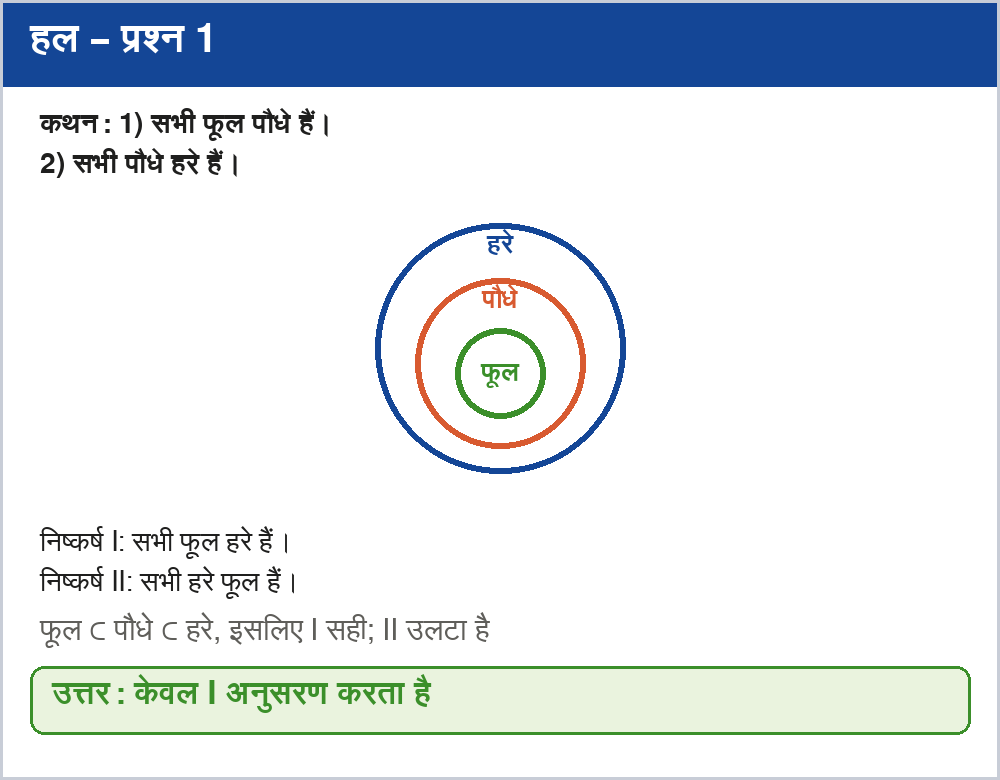 हल – प्रश्न 1
कथन : 1) सभी फूल पौधे हैं।
2) सभी पौधे हरे हैं।
हरे
पौधे
फूल
निष्कर्ष I: सभी फूल हरे हैं।
निष्कर्ष II: सभी हरे फूल हैं।
फूल ⊂ पौधे ⊂ हरे, इसलिए I सही; II उलटा है
उत्तर : केवल I अनुसरण करता है